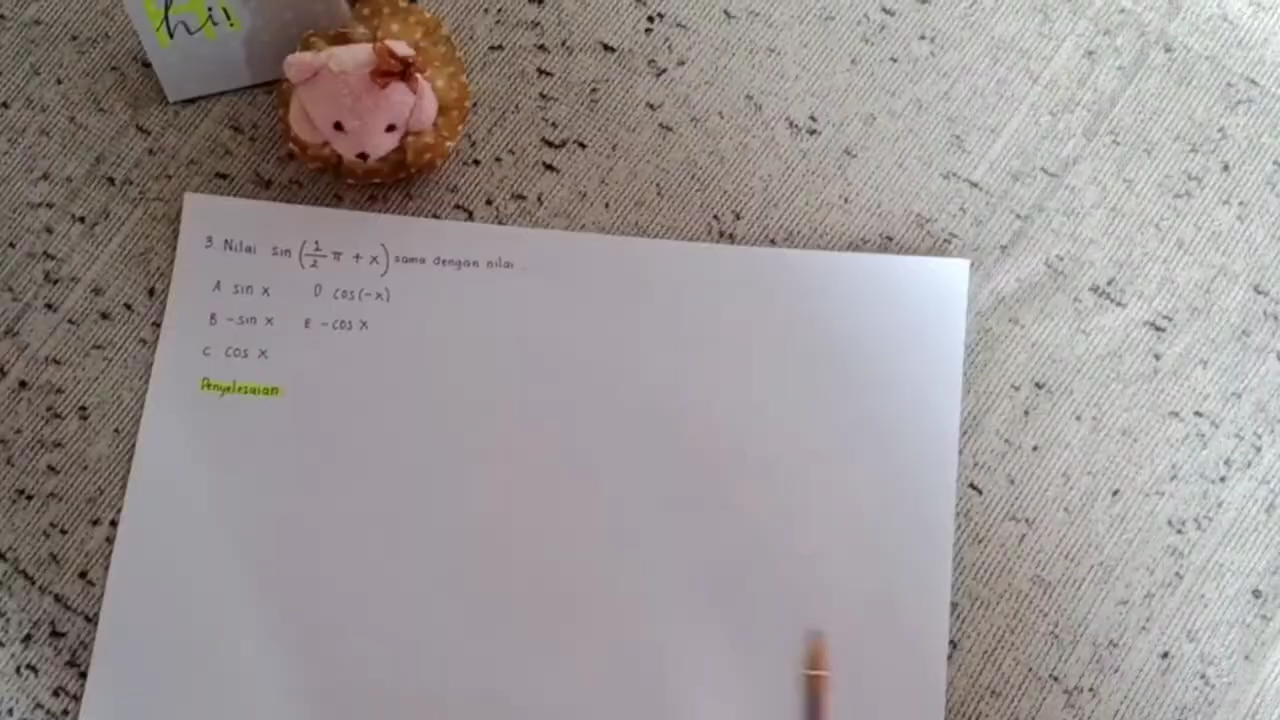 hi!
3. Nilai sin (1/2 π + x) sama dengan nilai ..
A sin x D cos(-x)
B -sin x E -cos x
C cos x
Penyelesaian